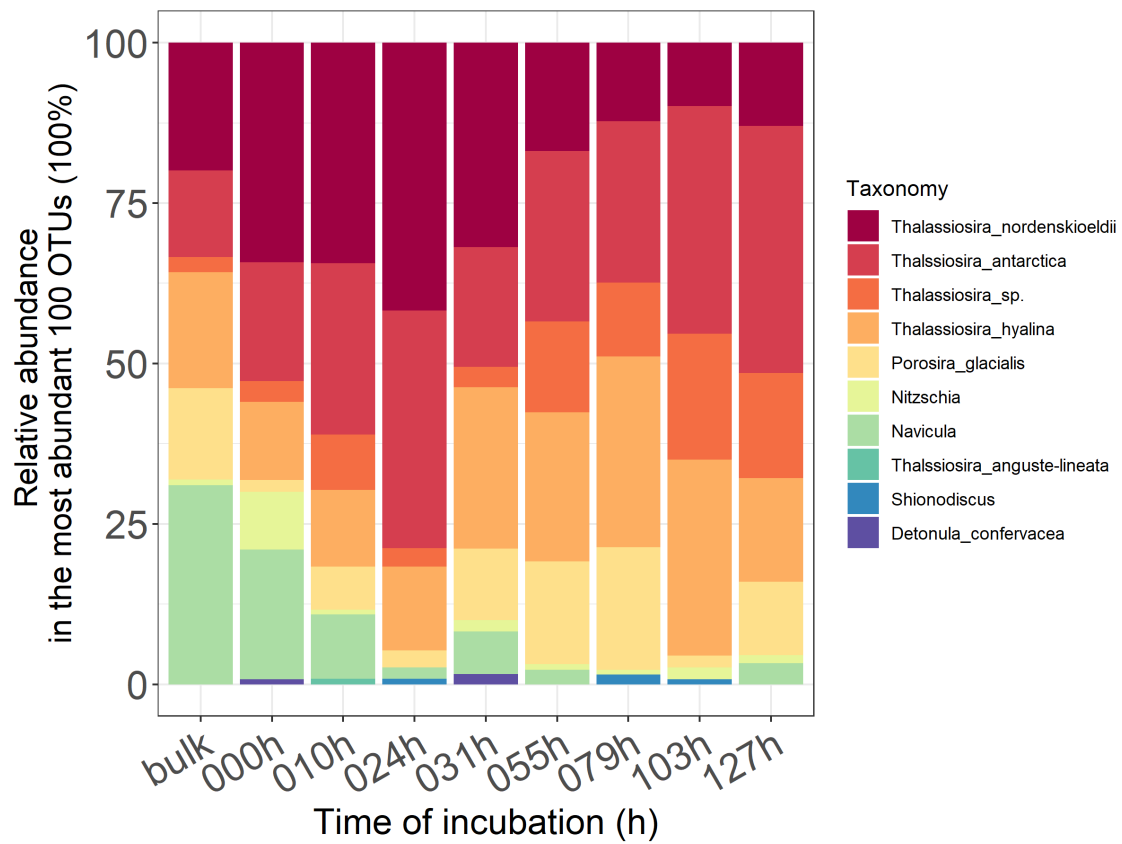 Relative abundance
in the most abundant 100 OTUs (100%)
100
75
50
25
0
bulk
000h
010h
024h
031h
055h
079h
103h
127h
Time of incubation (h)
Taxonomy
Thalassiosira_nordenskioeldii
Thalssiosira_antarctica
Thalassiosira_sp.
Thalassiosira_hyalina
Porosira_glacialis
Nitzschia
Navicula
Thalssiosira_anguste-lineata
Shionodiscus
Detonula_confervacea